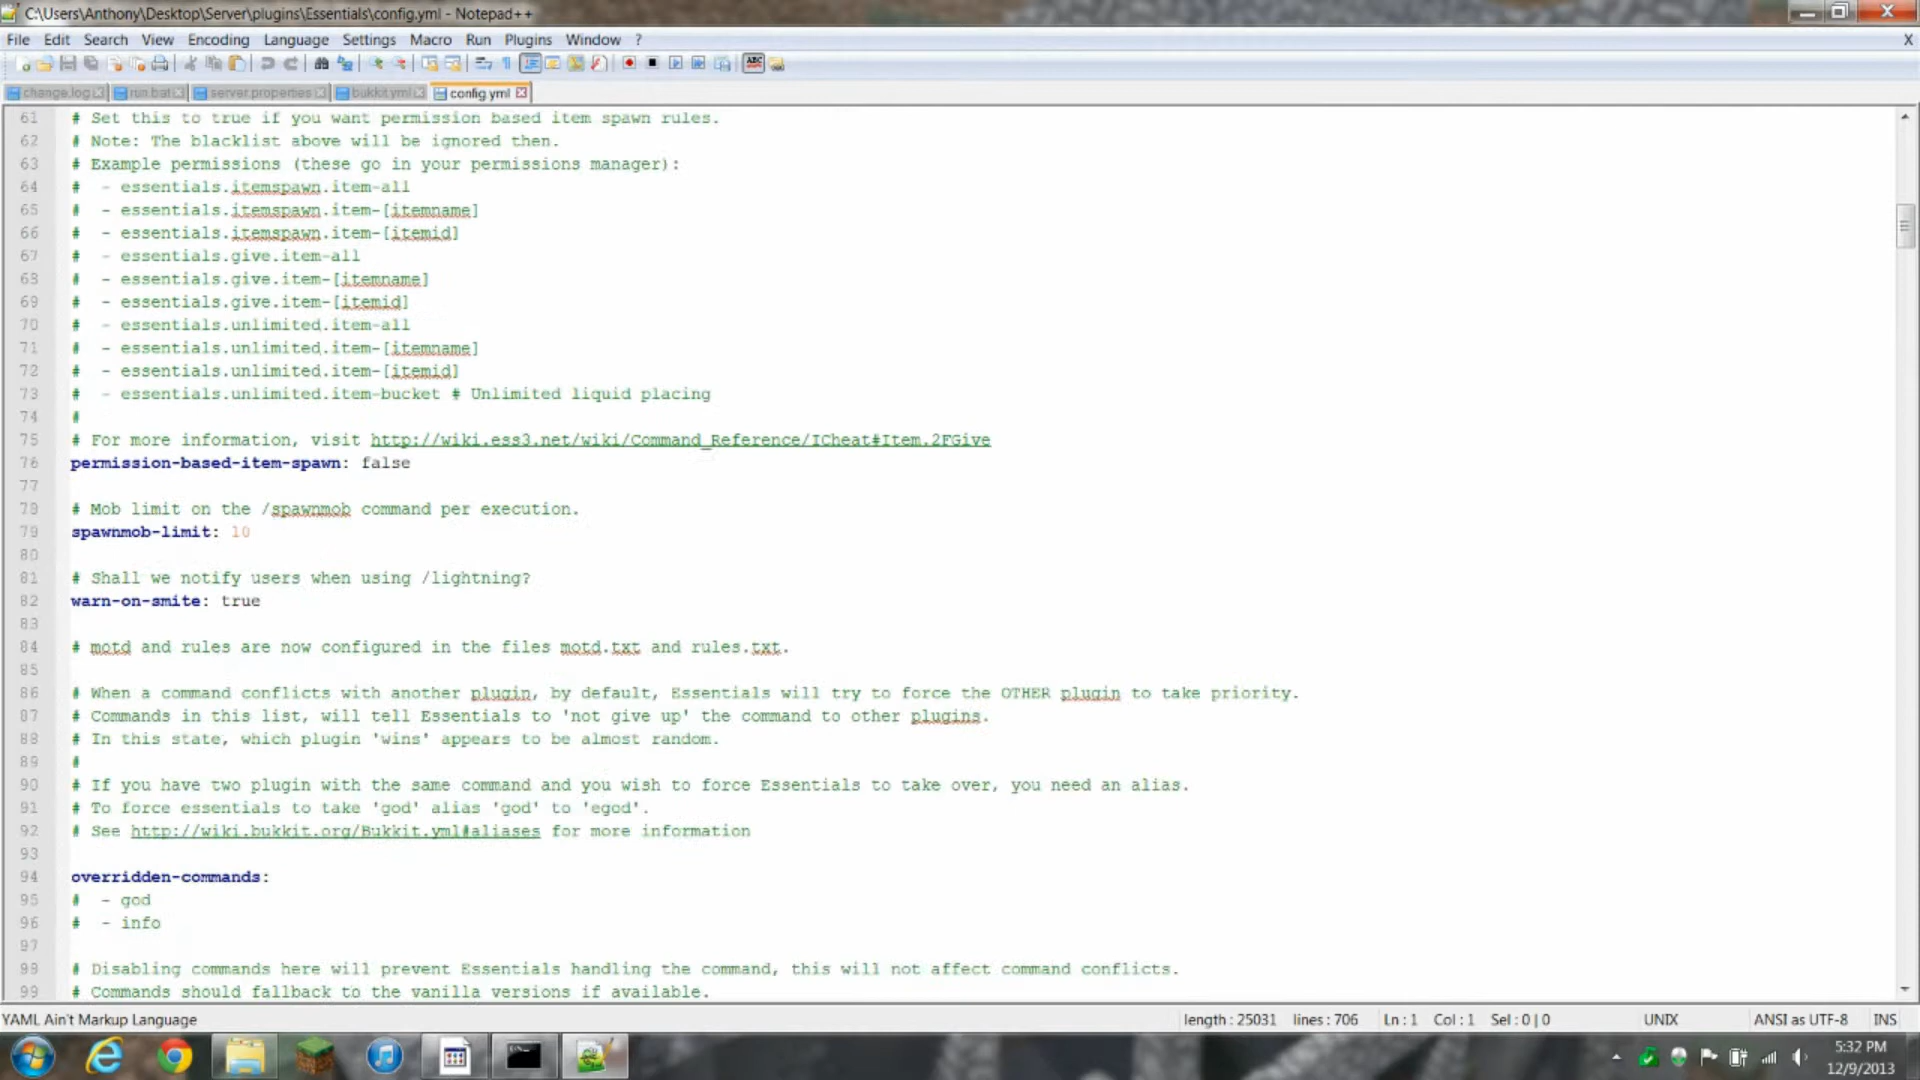 C:\Users\Anthony\Desktop\Server\plugins\Essentials\config.yml - Notepad++
File Edit Search View Encoding Language Settings Macro Run Plugins Window ? X
change.log run.bat server.properties bukkit.yml config.yml
61 # Set this to true if you want permission based item spawn rules.
62 # Note: The blacklist above will be ignored then.
63 # Example permissions (these go in your permissions manager):
64 #  - essentials.itemspawn.item-all
65 #  - essentials.itemspawn.item-[itemname]
66 #  - essentials.itemspawn.item-[itemid]
67 #  - essentials.give.item-all
68 #  - essentials.give.item-[itemname]
69 #  - essentials.give.item-[itemid]
70 #  - essentials.unlimited.item-all
71 #  - essentials.unlimited.item-[itemname]
72 #  - essentials.unlimited.item-[itemid]
73 #  - essentials.unlimited.item-bucket # Unlimited liquid placing
74 #
75 # For more information, visit http://wiki.ess3.net/wiki/Command_Reference/ICheat#Item.2FGive
76 permission-based-item-spawn: false
77
78 # Mob limit on the /spawnmob command per execution.
79 spawnmob-limit: 10
80
81 # Shall we notify users when using /lightning?
82 warn-on-smite: true
83
84 # motd and rules are now configured in the files motd.txt and rules.txt.
85
86 # When a command conflicts with another plugin, by default, Essentials will try to force the OTHER plugin to take priority.
87 # Commands in this list, will tell Essentials to 'not give up' the command to other plugins.
88 # In this state, which plugin 'wins' appears to be almost random.
89 #
90 # If you have two plugin with the same command and you wish to force Essentials to take over, you need an alias.
91 # To force essentials to take 'god' alias 'god' to 'egod'.
92 # See http://wiki.bukkit.org/Bukkit.yml#aliases for more information
93
94 overridden-commands:
95 #  - god
96 #  - info
97
98 # Disabling commands here will prevent Essentials handling the command, this will not affect command conflicts.
99 # Commands should fallback to the vanilla versions if available.
YAML Ain't Markup Language length : 25031 lines : 706 Ln : 1 Col : 1 Sel : 0 | 0 UNIX ANSI as UTF-8 INS
5:32 PM
12/9/2013